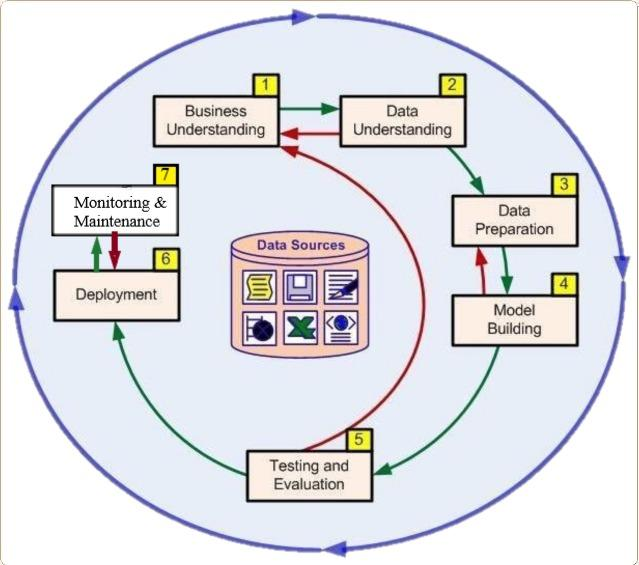 1
Business
Understanding
2
Data
Understanding
3
Data
Preparation
4
Model
Building
5
Testing and
Evaluation
6
Deployment
7
Monitoring &
Maintenance
Data Sources